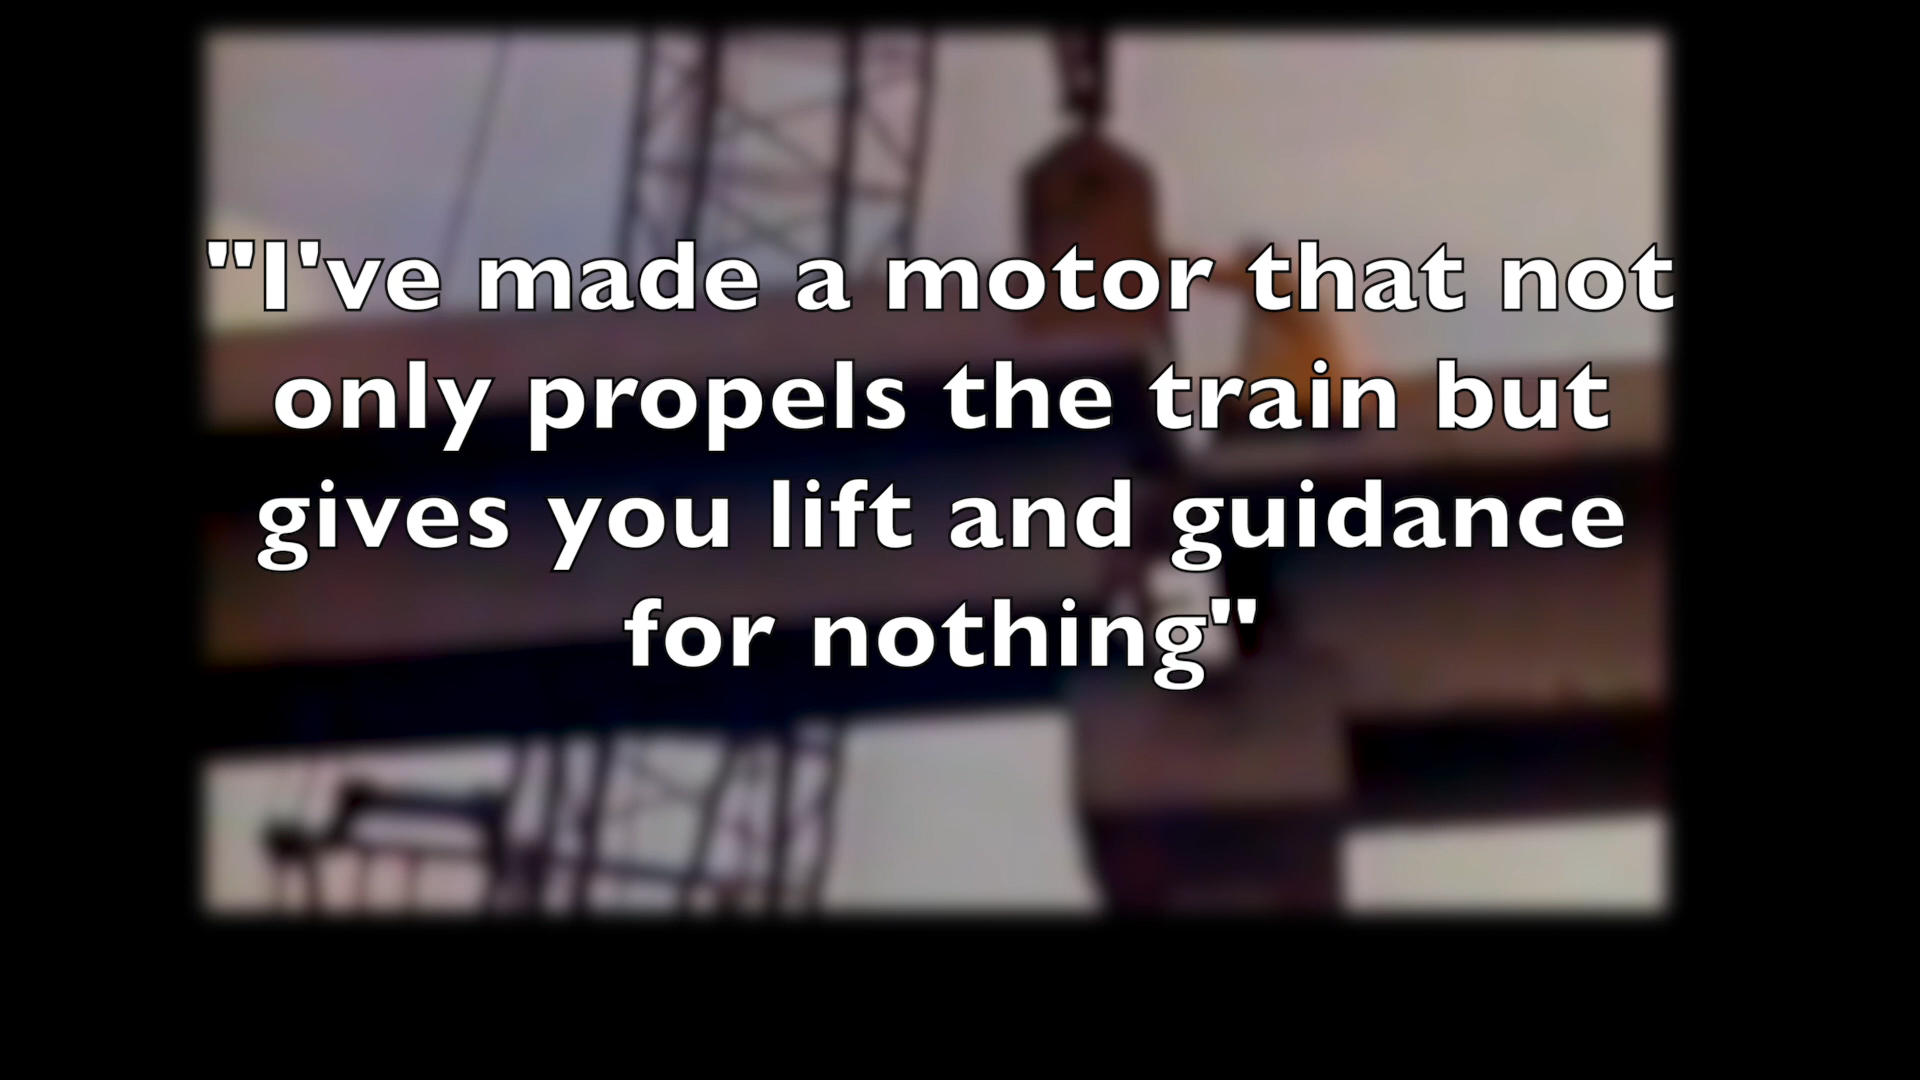 "I've made a motor that not
only propels the train but
gives you lift and guidance
for nothing"